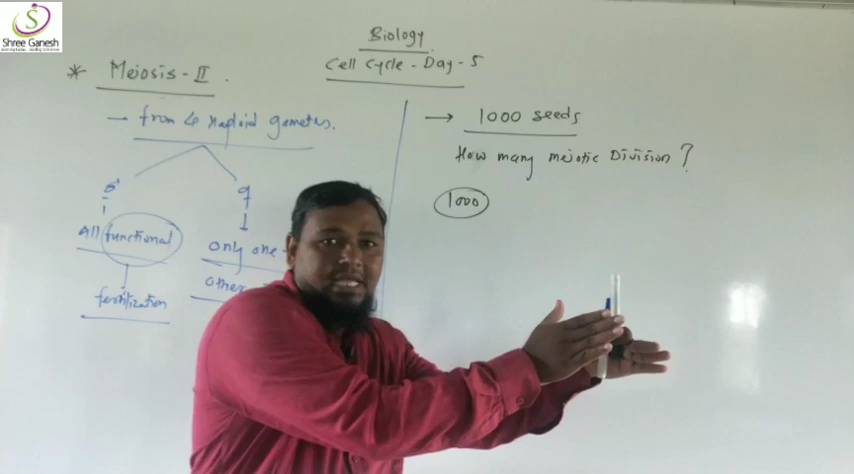 Shree Ganesh
Biology
Cell Cycle - Day - 5
* Meiosis - II.
→ from 4 Haploid gametes.
♂
♀
All functional
only one
fertilization
other
→ 1000 seeds
How many meiotic Division?
1000